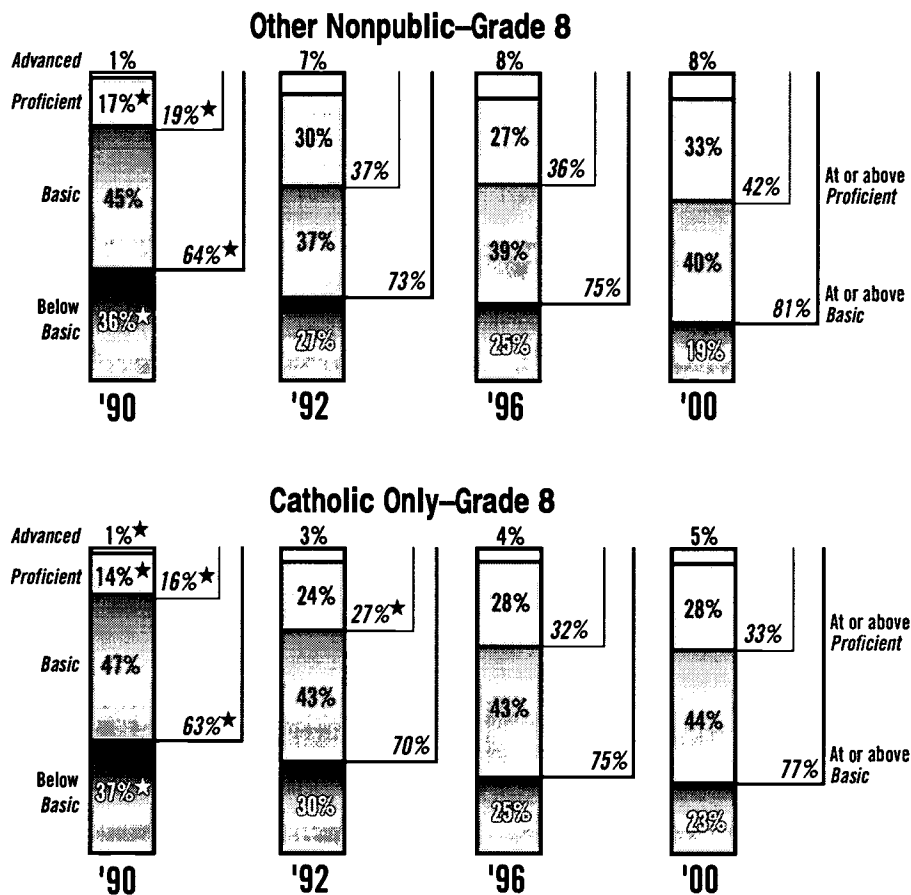 Other Nonpublic–Grade 8
Advanced 1% 7% 8% 8%
Proficient 17%★ 19%★ 30% 37% 27% 36% 33% 42% At or above Proficient
Basic 45% 64%★ 37% 73% 39% 75% 40% 81% At or above Basic
Below Basic 36%★ 27% 25% 19%
'90 '92 '96 '00
Catholic Only–Grade 8
Advanced 1%★ 3% 4% 5%
Proficient 14%★ 16%★ 24% 27%★ 28% 32% 28% 33% At or above Proficient
Basic 47% 63%★ 43% 70% 43% 75% 44% 77% At or above Basic
Below Basic 37%★ 30% 25% 23%
'90 '92 '96 '00